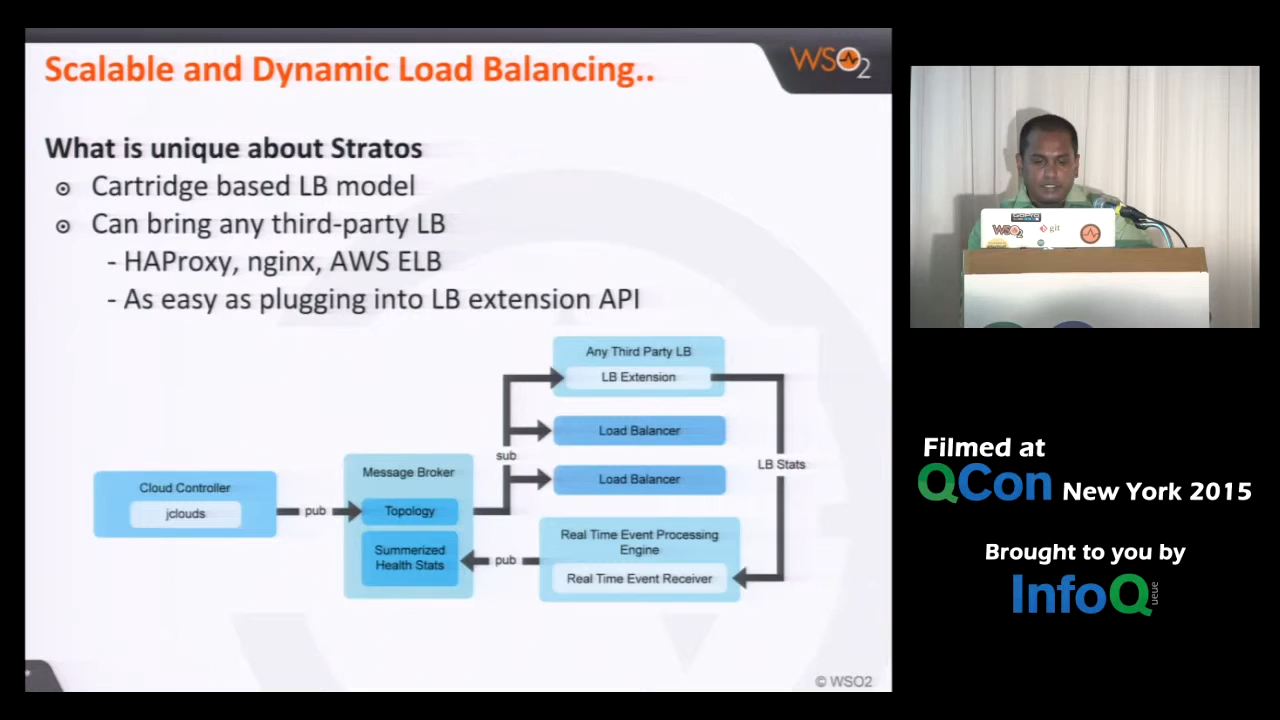 Scalable and Dynamic Load Balancing..
WSO2
What is unique about Stratos
Cartridge based LB model
Can bring any third-party LB
- HAProxy, nginx, AWS ELB
- As easy as plugging into LB extension API
Any Third Party LB
LB Extension
Load Balancer
sub
LB Stats
Load Balancer
Message Broker
Cloud Controller
jclouds
pub
Topology
Summerized
Health Stats
pub
Real Time Event Processing
Engine
Real Time Event Receiver
© WSO2
GoPro
WSO2
git
Filmed at
QCon New York 2015
Brought to you by
InfoQueue